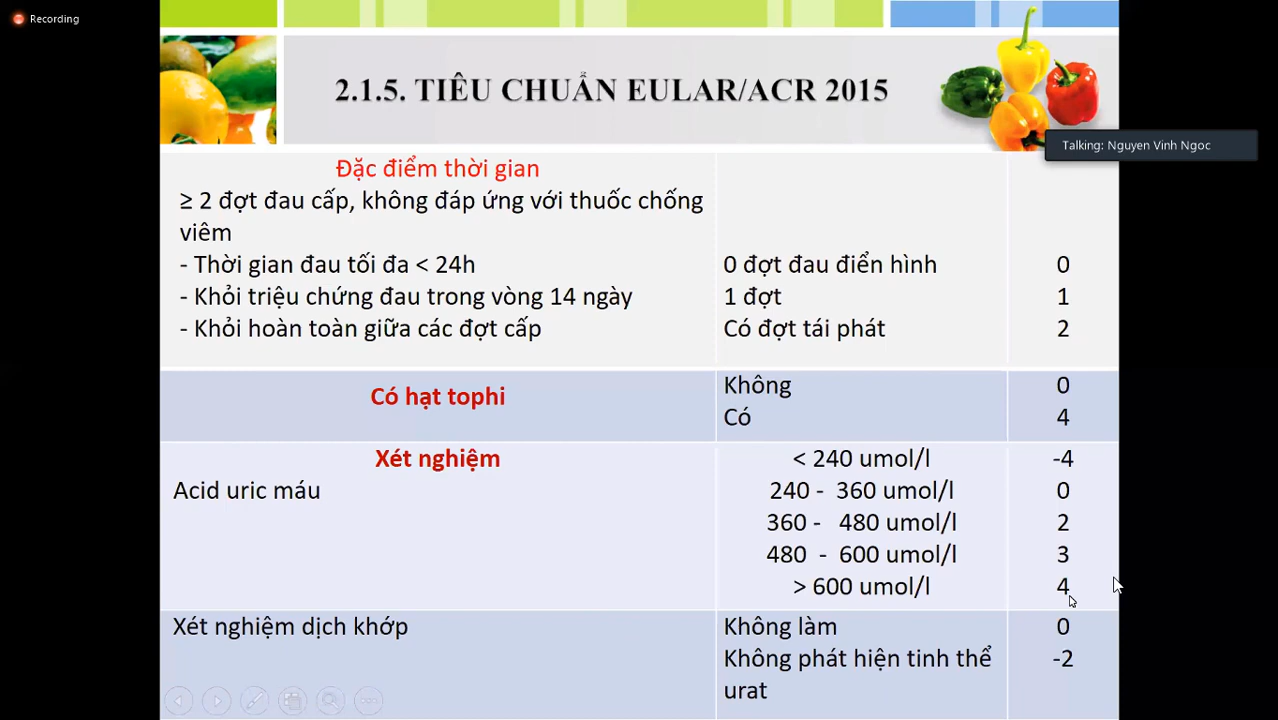 Recording
2.1.5. TIÊU CHUẨN EULAR/ACR 2015
Talking: Nguyen Vinh Ngoc
Đặc điểm thời gian
≥ 2 đợt đau cấp, không đáp ứng với thuốc chống
viêm
- Thời gian đau tối đa < 24h
0 đợt đau điển hình
0
- Khỏi triệu chứng đau trong vòng 14 ngày
1 đợt
1
- Khỏi hoàn toàn giữa các đợt cấp
Có đợt tái phát
2
Có hạt tophi
Không
0
Có
4
Xét nghiệm
< 240 umol/l
-4
Acid uric máu
240 - 360 umol/l
0
360 - 480 umol/l
2
480 - 600 umol/l
3
> 600 umol/l
4
Xét nghiệm dịch khớp
Không làm
0
Không phát hiện tinh thể
-2
urat